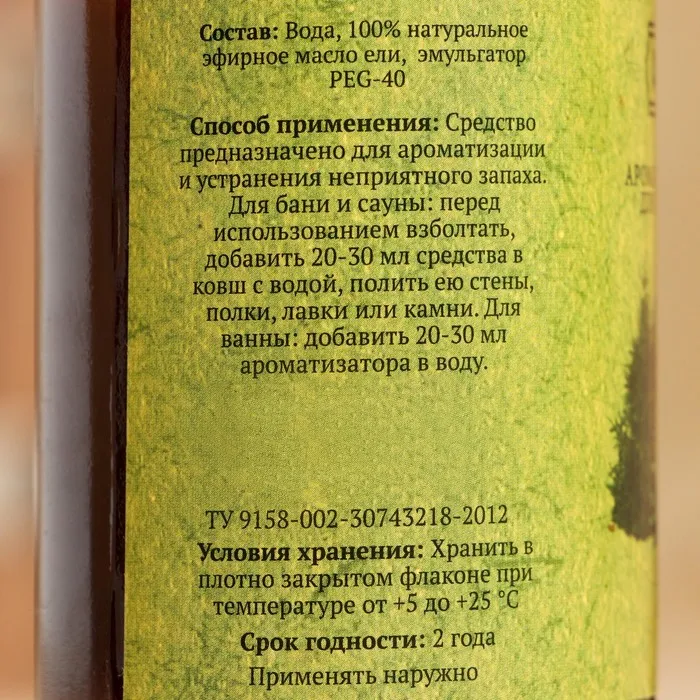 Состав: Вода, 100% натуральное
эфирное масло ели, эмульгатор
PEG-40
Способ применения: Средство
предназначено для ароматизации
и устранения неприятного запаха.
Для бани и сауны: перед
использованием взболтать,
добавить 20-30 мл средства в
ковш с водой, полить ею стены,
полки, лавки или камни. Для
ванны: добавить 20-30 мл
ароматизатора в воду.
ТУ 9158-002-30743218-2012
Условия хранения: Хранить в
плотно закрытом флаконе при
температуре от +5 до +25 °С
Срок годности: 2 года
Применять наружно